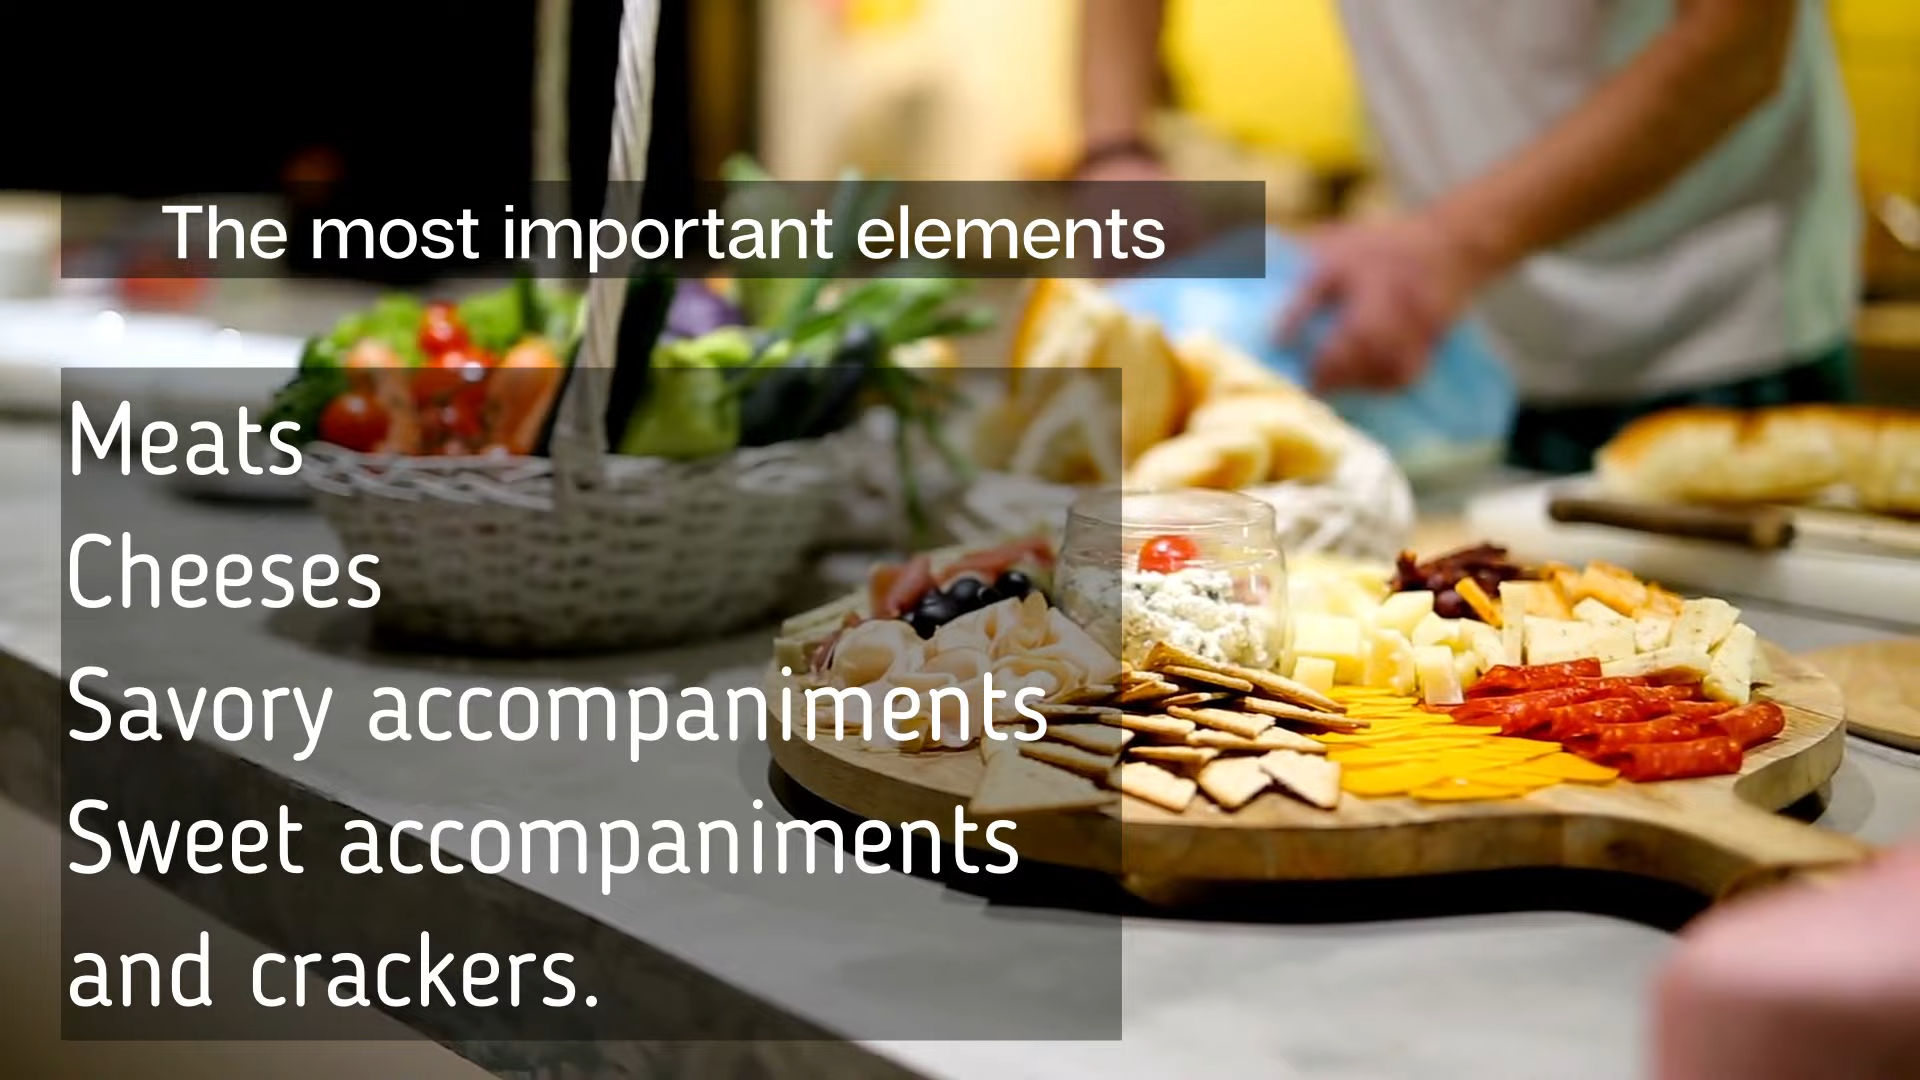 The most important elements
Meats
Cheeses
Savory accompaniments
Sweet accompaniments
and crackers.